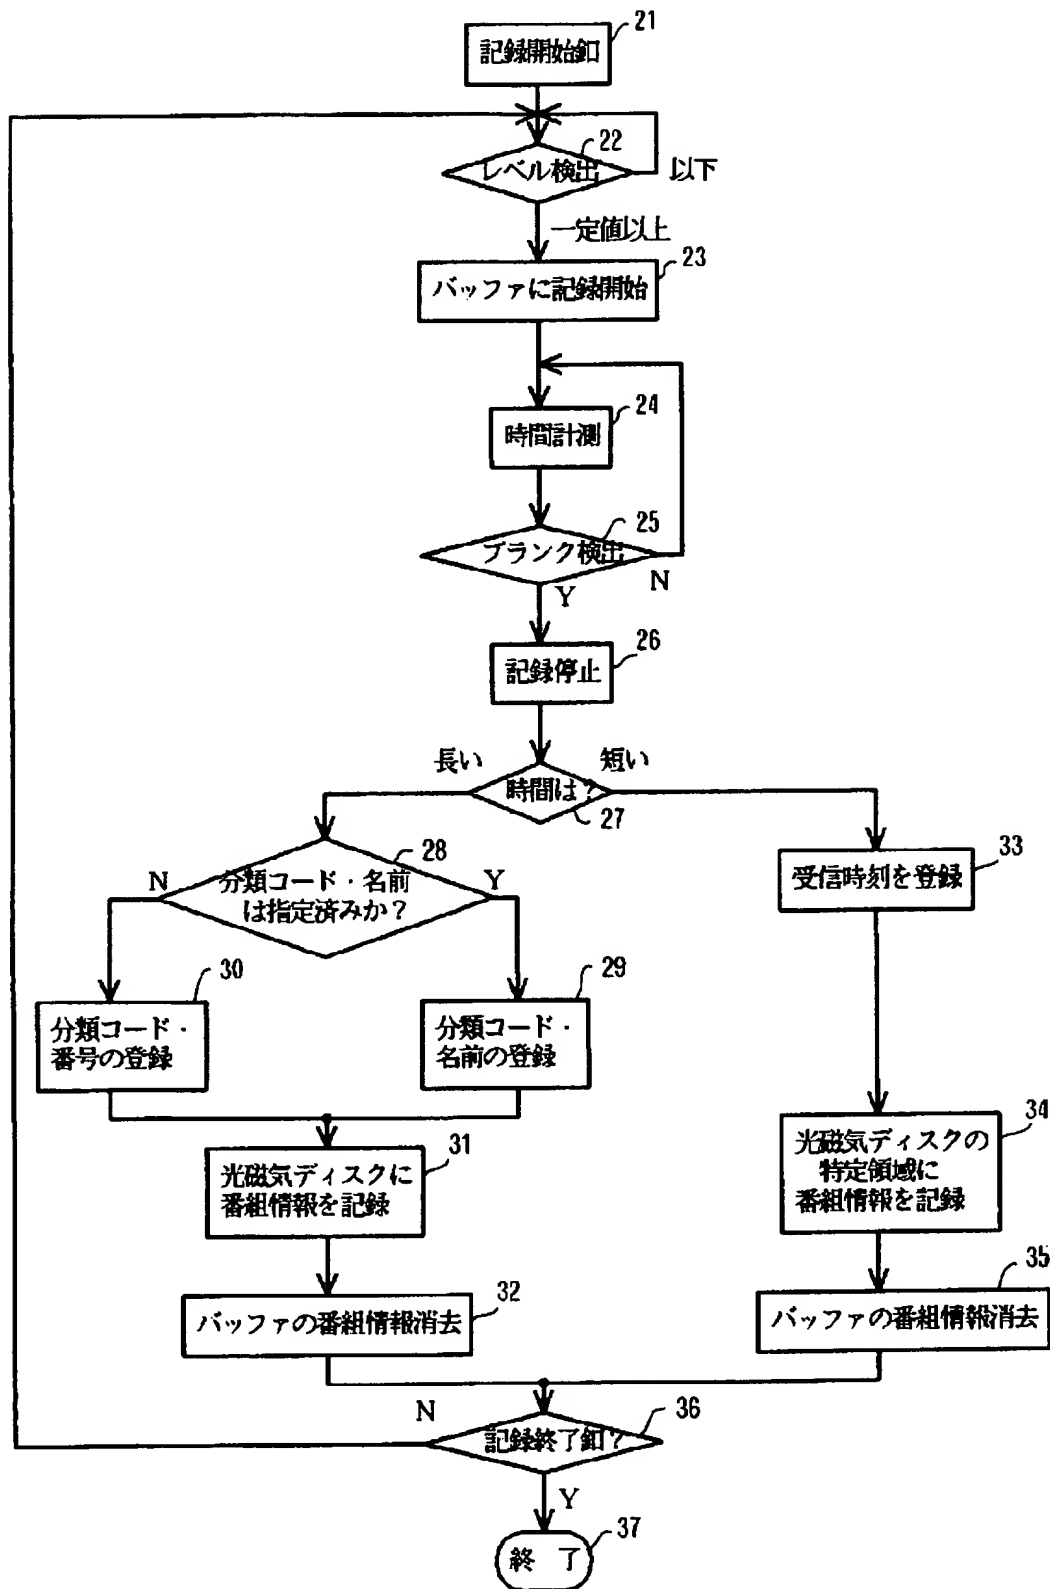 21
記録開始釦
22
レベル検出
以下
一定値以上
23
バッファに記録開始
24
時間計測
25
ブランク検出
N
Y
26
記録停止
長い
短い
時間は?
27
28
N
分類コード・名前
は指定済みか?
Y
33
受信時刻を登録
30
分類コード・
番号の登録
29
分類コード・
名前の登録
31
光磁気ディスクに
番組情報を記録
34
光磁気ディスクの
特定領域に
番組情報を記録
32
バッファの番組情報消去
35
バッファの番組情報消去
N
36
記録終了釦?
Y
37
終 了